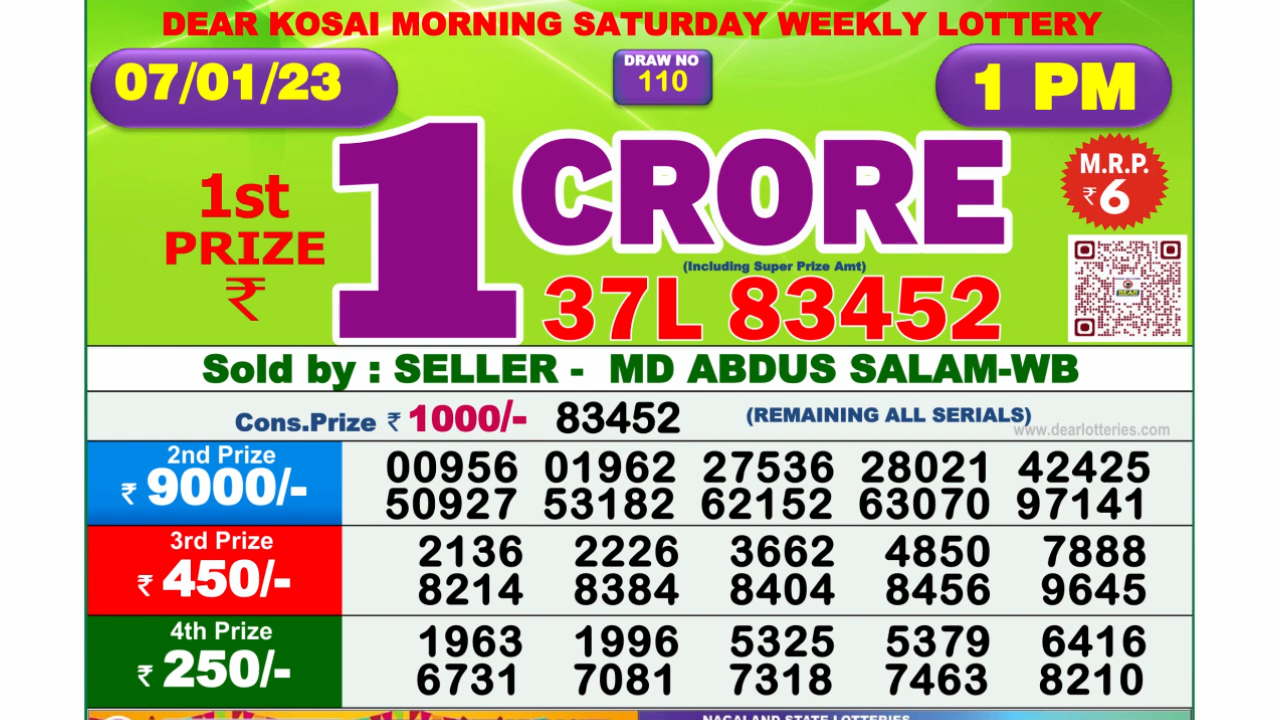 DEAR KOSAI MORNING SATURDAY WEEKLY LOTTERY
07/01/23
DRAW NO
110
1 PM
1st
PRIZE
₹
1 CRORE
(Including Super Prize Amt)
37L 83452
M.R.P.
₹ 6
DEAR
Sold by : SELLER - MD ABDUS SALAM-WB
Cons.Prize ₹ 1000/- 83452 (REMAINING ALL SERIALS)
www.dearlotteries.com
2nd Prize
₹ 9000/-
00956 01962 27536 28021 42425
50927 53182 62152 63070 97141
3rd Prize
₹ 450/-
2136 2226 3662 4850 7888
8214 8384 8404 8456 9645
4th Prize
₹ 250/-
1963 1996 5325 5379 6416
6731 7081 7318 7463 8210
NAGALAND STATE LOTTERIES